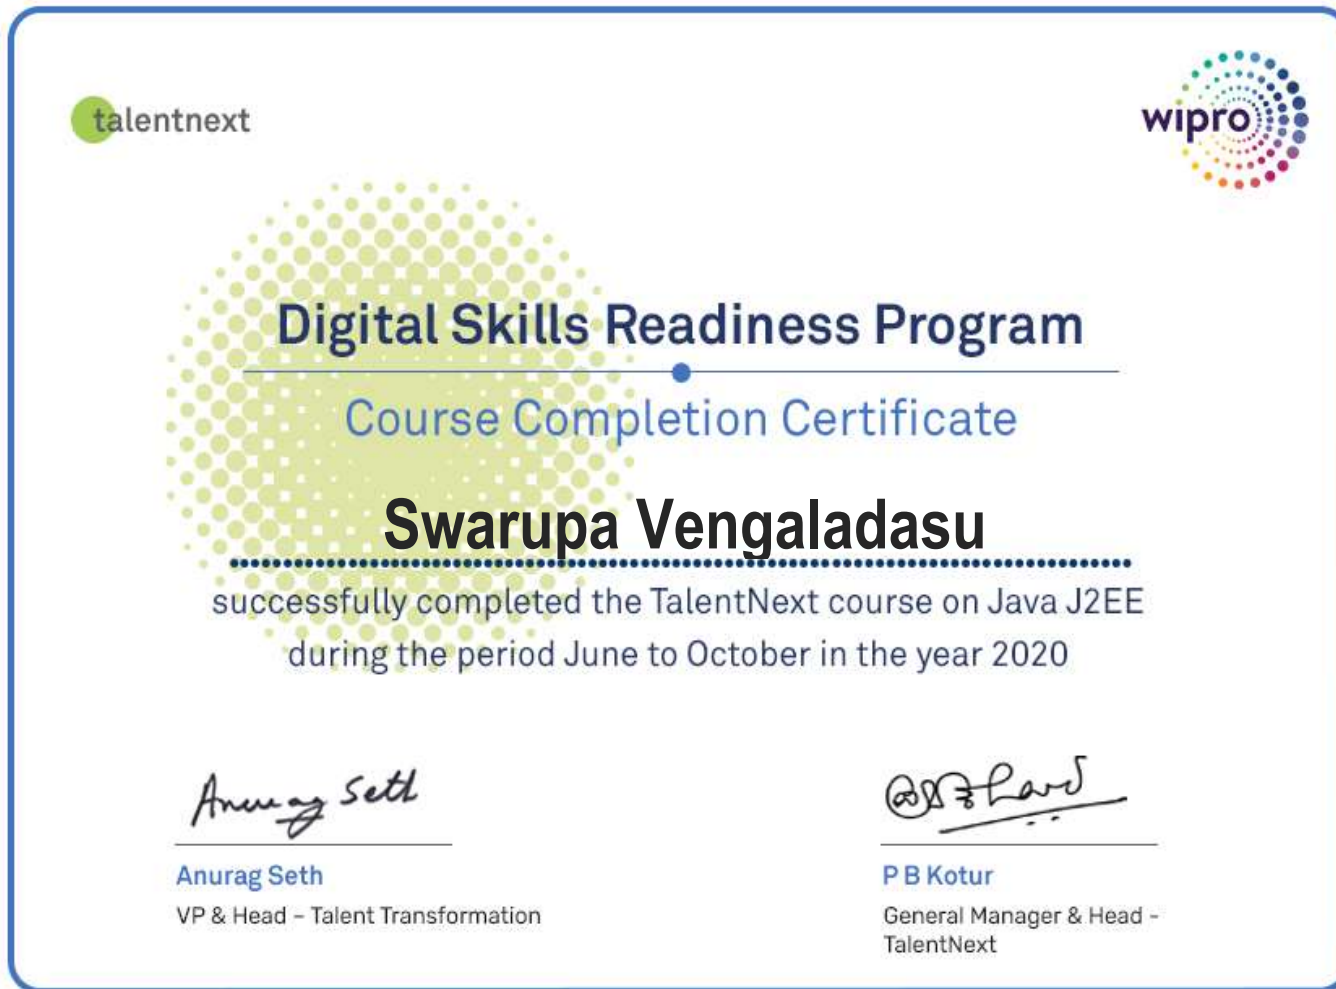 talentnext
wipro
Digital Skills Readiness Program
Course Completion Certificate
Swarupa Vengaladasu
successfully completed the TalentNext course on Java J2EE
during the period June to October in the year 2020
Anurag Seth
Anurag Seth
P B Kotur
VP & Head – Talent Transformation
General Manager & Head -
TalentNext